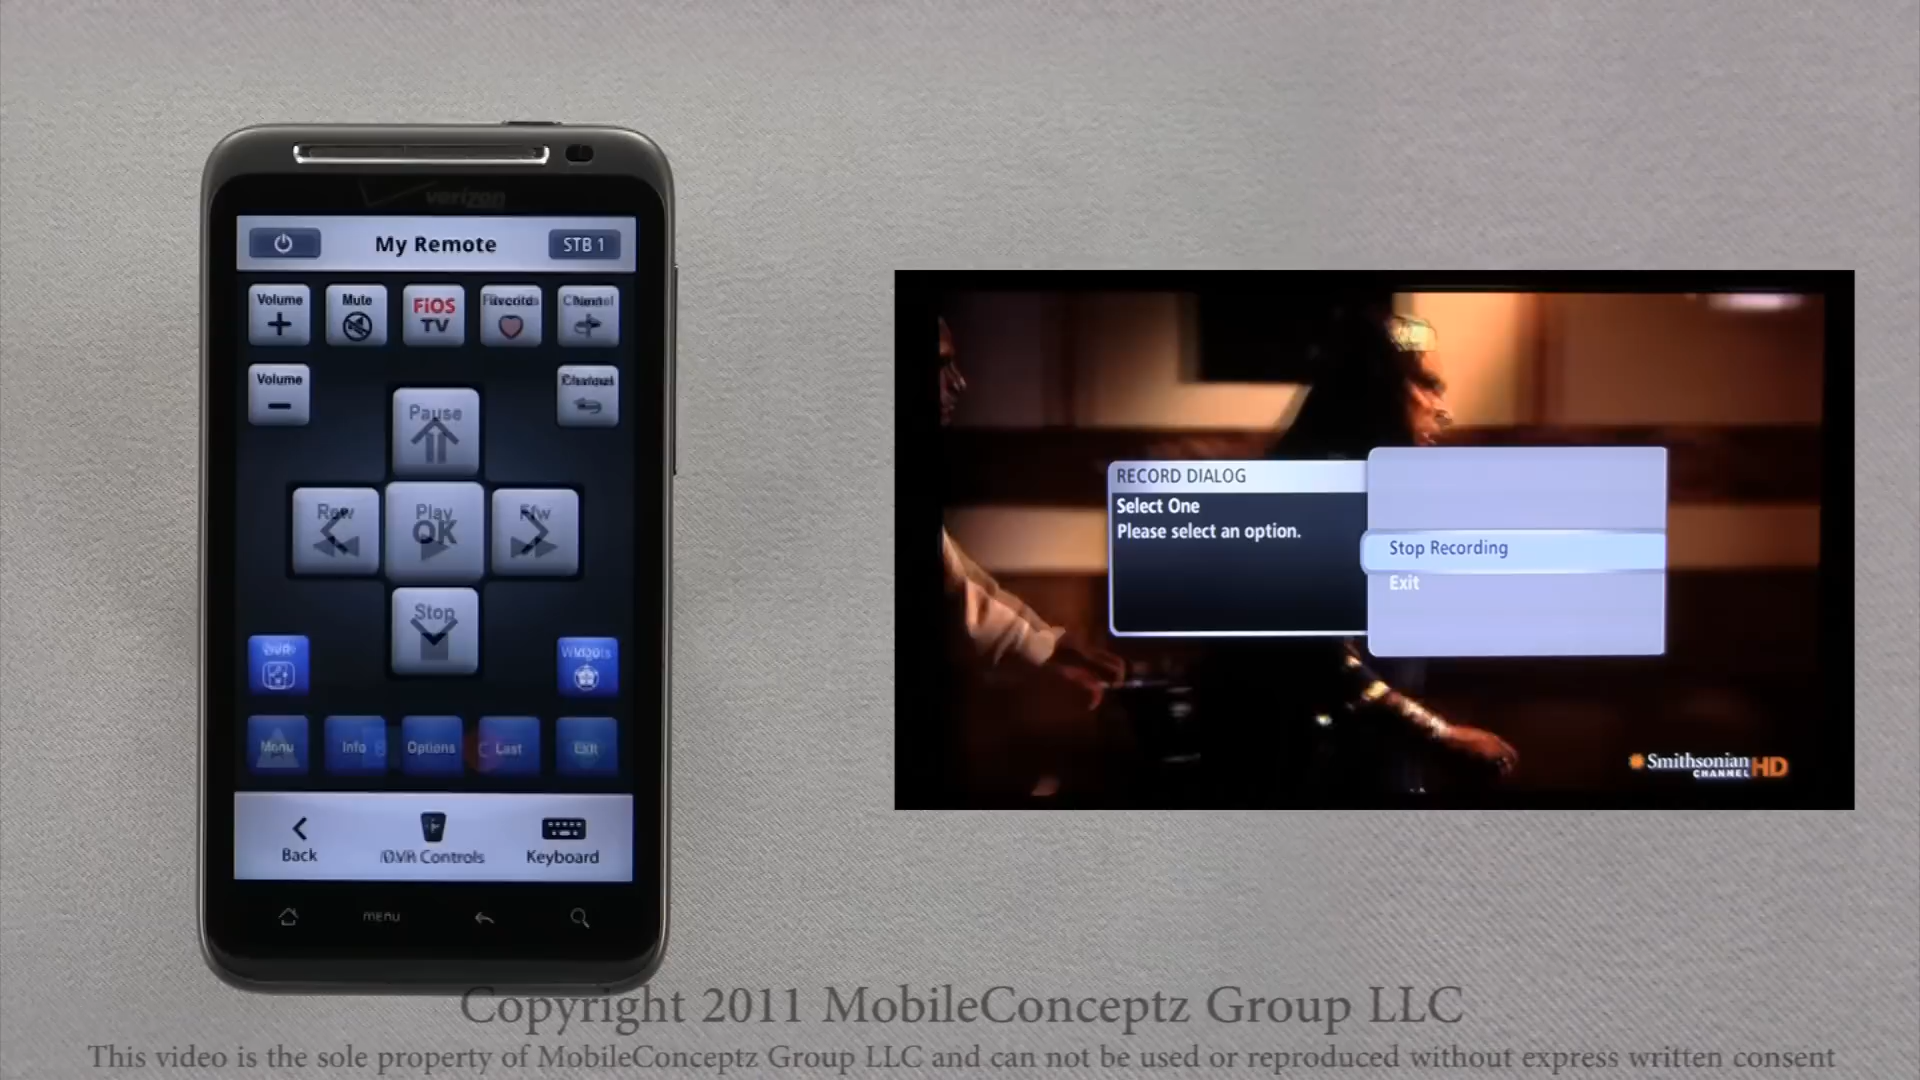 verizon
My Remote
STB 1
Volume
Mute
FiOS
TV
Volume
Pause
Rew
Play
OK
Ffw
Stop
Widgets
Menu
Info
Options
Last
Exit
Back
DVR Controls
Keyboard
menu
RECORD DIALOG
Select One
Please select an option.
Stop Recording
Exit
Smithsonian
CHANNEL HD
Copyright 2011 MobileConceptz Group LLC
This video is the sole property of MobileConceptz Group LLC and can not be used or reproduced without express written consent